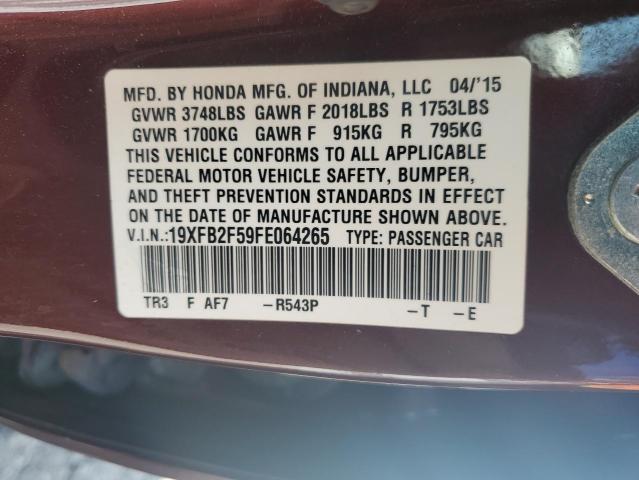 MFD. BY HONDA MFG. OF INDIANA, LLC 04/'15
GVWR 3748LBS GAWR F 2018LBS R 1753LBS
GVWR 1700KG GAWR F 915KG R 795KG
THIS VEHICLE CONFORMS TO ALL APPLICABLE
FEDERAL MOTOR VEHICLE SAFETY, BUMPER,
AND THEFT PREVENTION STANDARDS IN EFFECT
ON THE DATE OF MANUFACTURE SHOWN ABOVE.
V.I.N.:19XFB2F59FE064265 TYPE: PASSENGER CAR
TR3 F AF7 -R543P -T -E